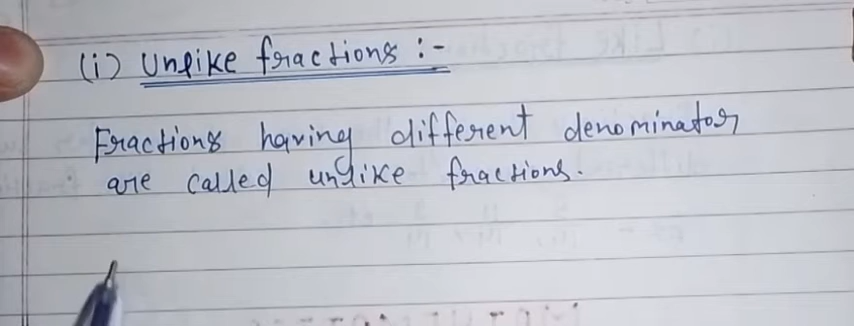 (i) Unlike fractions :-
Fractions having different denominator
are called unlike fractions.